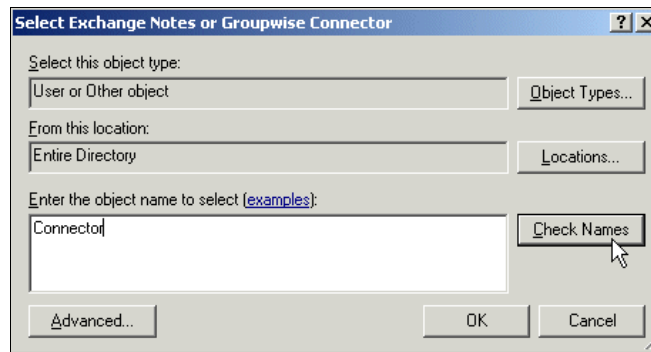 Select Exchange Notes or Groupwise Connector
Select this object type:
User or Other object
Object Types...
From this location:
Entire Directory
Locations...
Enter the object name to select (examples):
Connector
Check Names
Advanced...
OK
Cancel